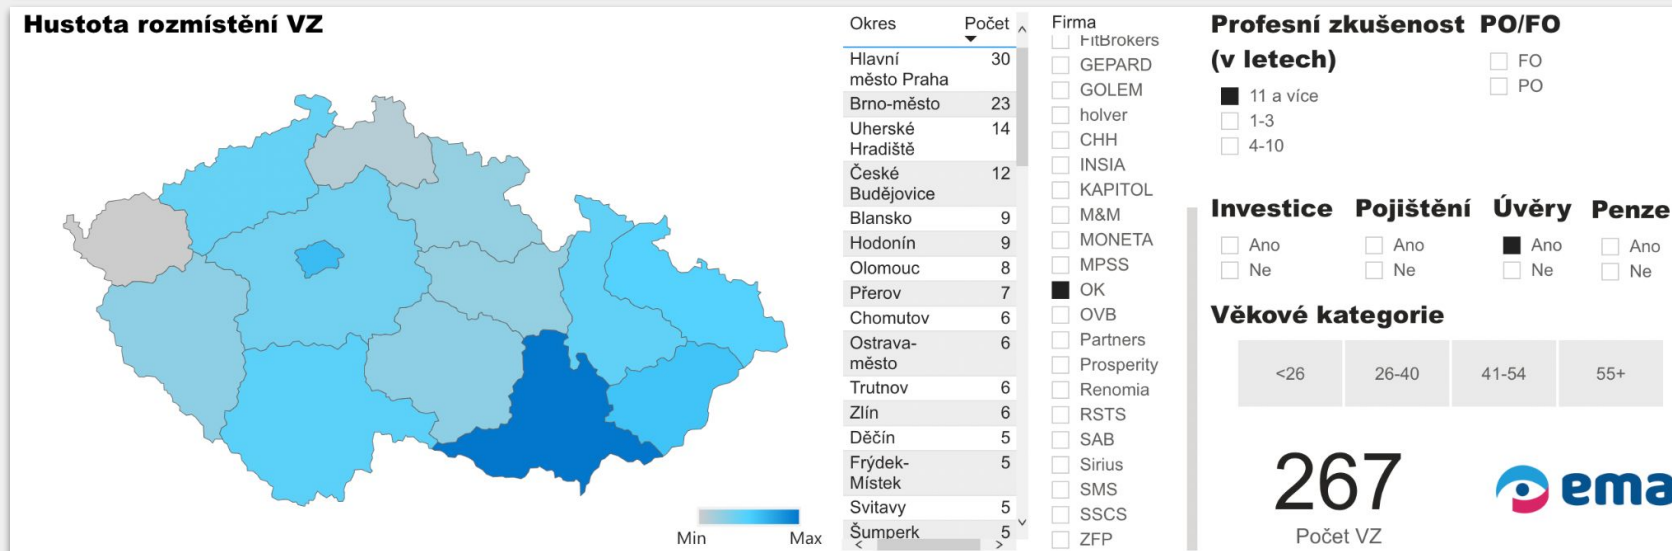 Hustota rozmístění VZ
Min
Max
Okres Počet
Hlavní
město Praha 30
Brno-město 23
Uherské
Hradiště 14
České
Budějovice 12
Blansko 9
Hodonín 9
Olomouc 8
Přerov 7
Chomutov 6
Ostrava-
město 6
Trutnov 6
Zlín 6
Děčín 5
Frýdek-
Místek 5
Svitavy 5
Šumperk 5
Firma
FitBrokers
GEPARD
GOLEM
holver
CHH
INSIA
KAPITOL
M&M
MONETA
MPSS
OK
OVB
Partners
Prosperity
Renomia
RSTS
SAB
Sirius
SMS
SSCS
ZFP
Profesní zkušenost
(v letech)
11 a více
1-3
4-10
PO/FO
FO
PO
Investice
Ano
Ne
Pojištění
Ano
Ne
Úvěry
Ano
Ne
Penze
Ano
Ne
Věkové kategorie
<26 26-40 41-54 55+
267
Počet VZ
ema